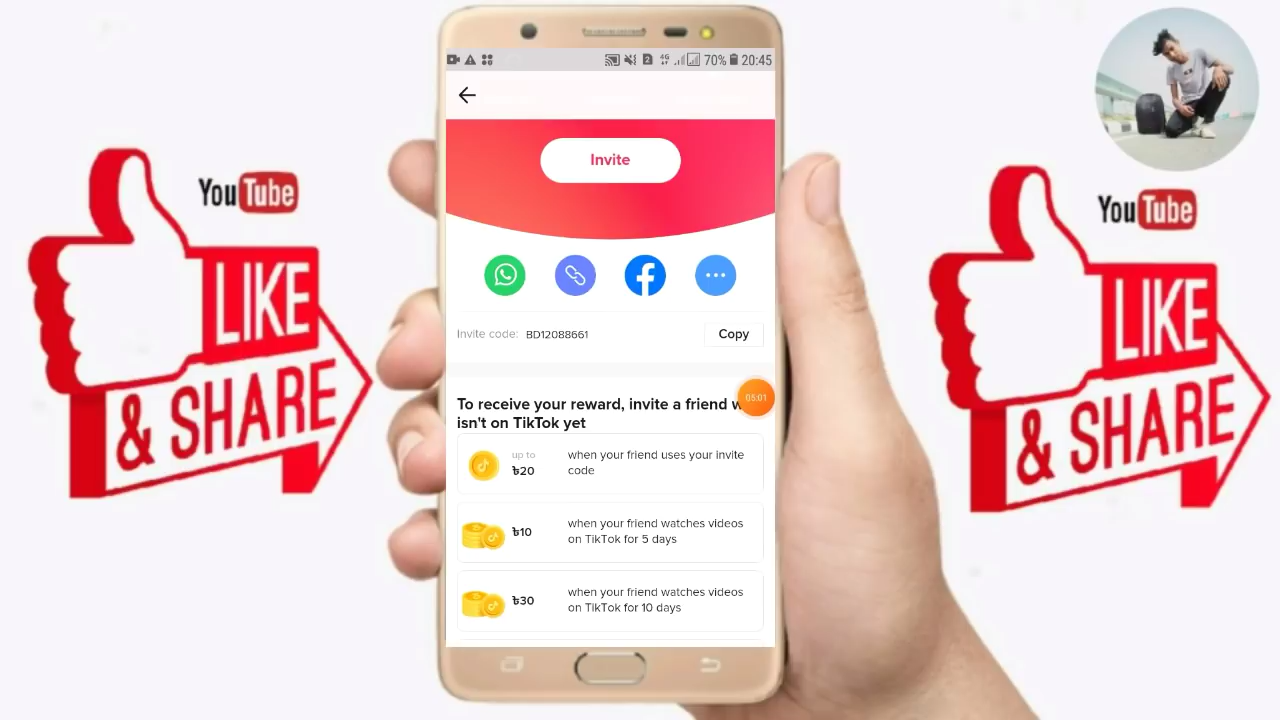 70% 20:45
YouTube
LIKE
& SHARE
Invite
YouTube
LIKE
& SHARE
Invite code: BD12088661 Copy
To receive your reward, invite a friend
05:01
isn't on TikTok yet
up to
৳20
when your friend uses your invite
code
৳10
when your friend watches videos
on TikTok for 5 days
৳30
when your friend watches videos
on TikTok for 10 days